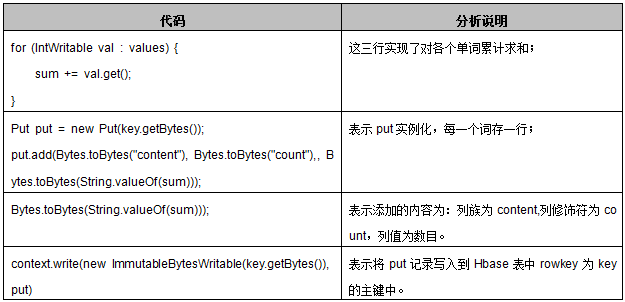 代码 分析说明
for (IntWritable val : values) { 这三行实现了对各个单词累计求和；
sum += val.get();
}
Put put = new Put(key.getBytes()); 表示 put 实例化，每一个词存一行；
put.add(Bytes.toBytes("content"), Bytes.toBytes("count"),, B
ytes.toBytes(String.valueOf(sum)));
Bytes.toBytes(String.valueOf(sum))); 表示添加的内容为：列族为 content,列修饰符为 co
unt，列值为数目。
context.write(new ImmutableBytesWritable(key.getBytes()), 表示将 put 记录写入到 Hbase 表中 rowkey 为 key
put) 的主键中。